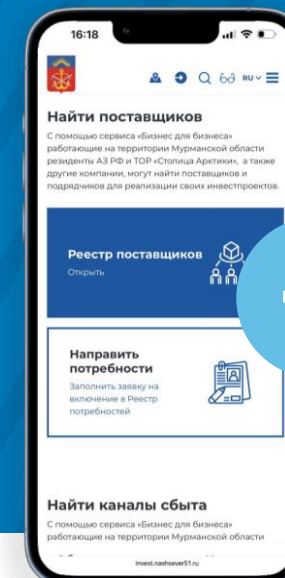 16:18
RU
Найти поставщиков
С помощью сервиса «Бизнес для бизнеса»
работающие на территории Мурманской области
резиденты АЗ РФ и ТОР «Столица Арктики», а также
другие компании, могут найти поставщиков и
подрядчиков для реализации своих инвестпроектов.
Реестр поставщиков
Открыть
Направить
потребности
Заполнить заявку на
включение в Реестр
потребностей
Найти каналы сбыта
С помощью сервиса «Бизнес для бизнеса»
работающие на территории Мурманской области
invest.nashsever51.ru